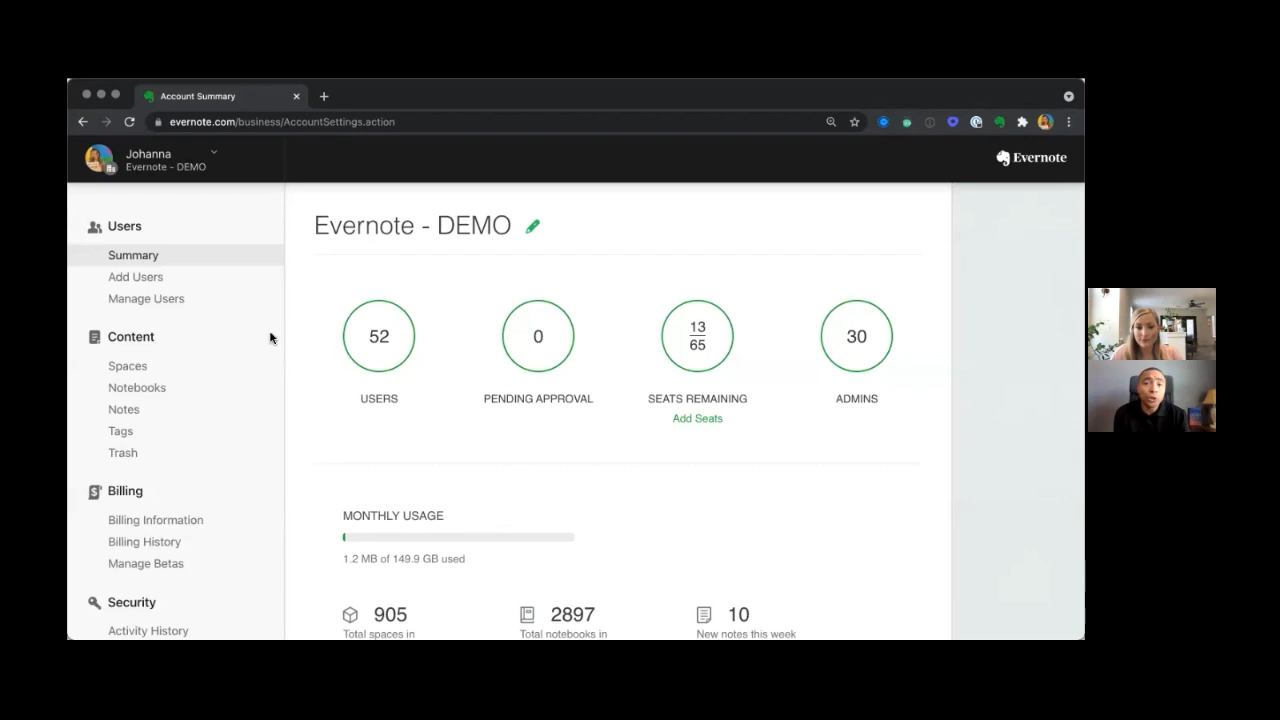 Account Summary
evernote.com/business/AccountSettings.action
Johanna
Evernote - DEMO
Evernote
Users
Summary
Add Users
Manage Users
Content
Spaces
Notebooks
Notes
Tags
Trash
Billing
Billing Information
Billing History
Manage Betas
Security
Activity History
Evernote - DEMO
52
0
13
65
30
USERS
PENDING APPROVAL
SEATS REMAINING
ADMINS
Add Seats
MONTHLY USAGE
1.2 MB of 149.9 GB used
905
2897
10
Total spaces in
Total notebooks in
New notes this week